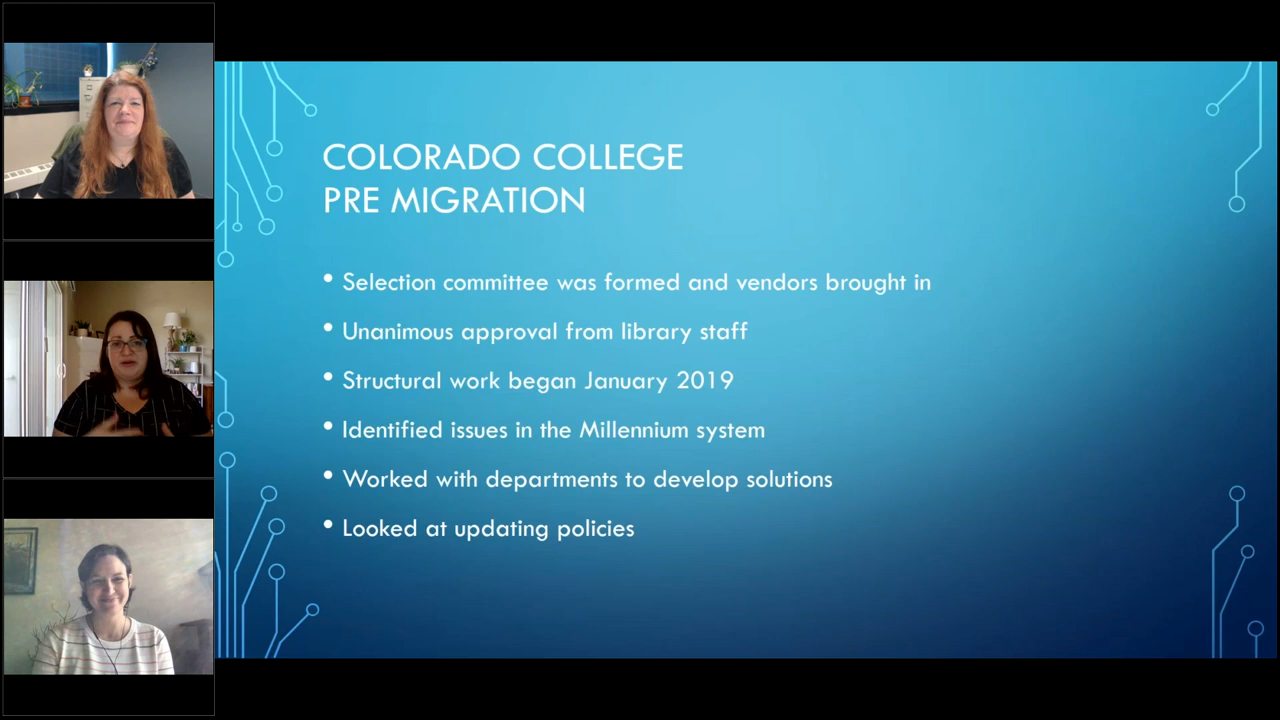 COLORADO COLLEGE
PRE MIGRATION
• Selection committee was formed and vendors brought in
• Unanimous approval from library staff
• Structural work began January 2019
• Identified issues in the Millennium system
• Worked with departments to develop solutions
• Looked at updating policies